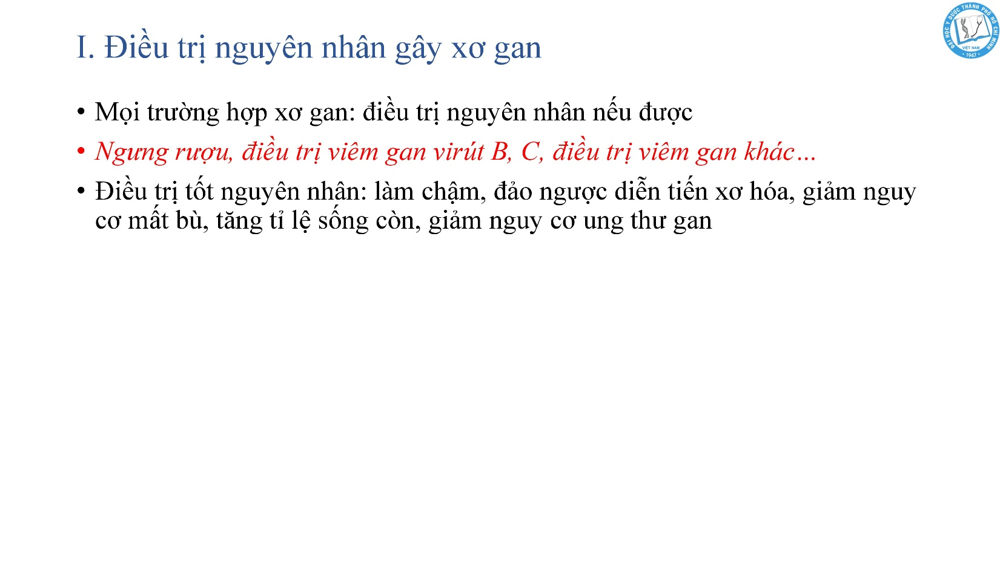 I. Điều trị nguyên nhân gây xơ gan
• Mọi trường hợp xơ gan: điều trị nguyên nhân nếu được
• Ngưng rượu, điều trị viêm gan virút B, C, điều trị viêm gan khác…
• Điều trị tốt nguyên nhân: làm chậm, đảo ngược diễn tiến xơ hóa, giảm nguy
cơ mất bù, tăng tỉ lệ sống còn, giảm nguy cơ ung thư gan
ĐẠI HỌC Y DƯỢC THÀNH PHỐ HỒ CHÍ MINH
VIỆT NAM
• 1947 •